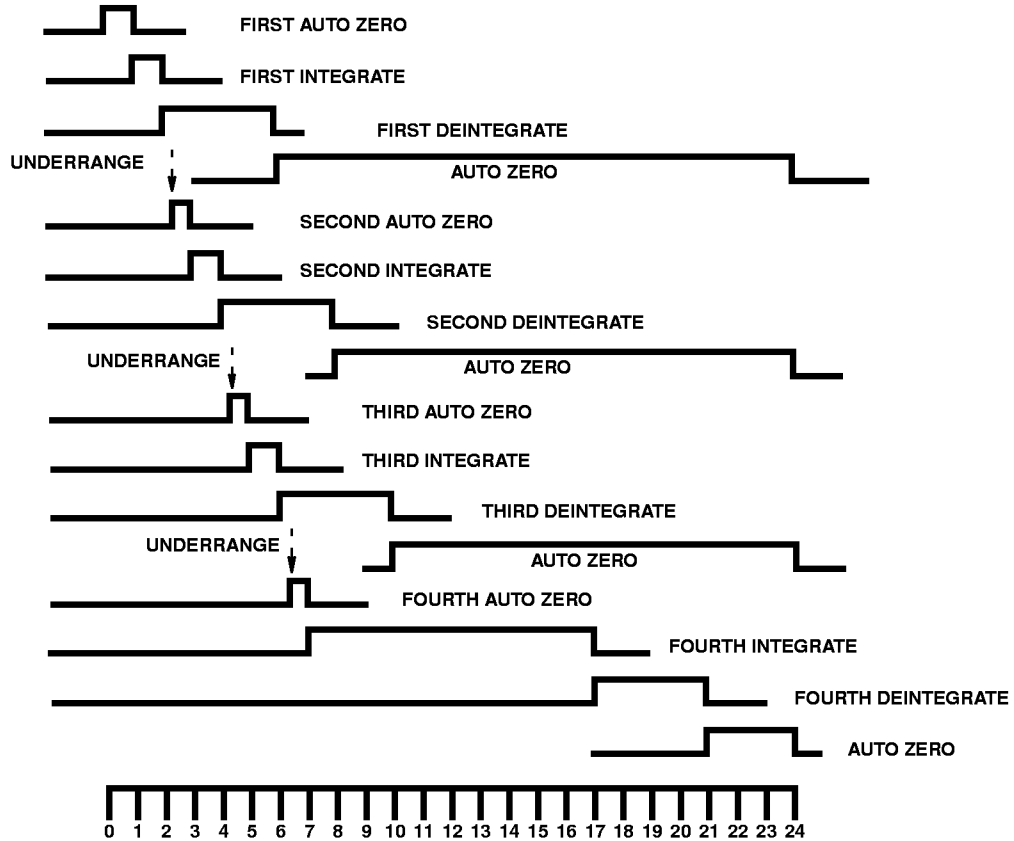 FIRST AUTO ZERO
FIRST INTEGRATE
FIRST DEINTEGRATE
UNDERRANGE
AUTO ZERO
SECOND AUTO ZERO
SECOND INTEGRATE
SECOND DEINTEGRATE
UNDERRANGE
AUTO ZERO
THIRD AUTO ZERO
THIRD INTEGRATE
THIRD DEINTEGRATE
UNDERRANGE
AUTO ZERO
FOURTH AUTO ZERO
FOURTH INTEGRATE
FOURTH DEINTEGRATE
AUTO ZERO
0 1 2 3 4 5 6 7 8 9 10 11 12 13 14 15 16 17 18 19 20 21 22 23 24